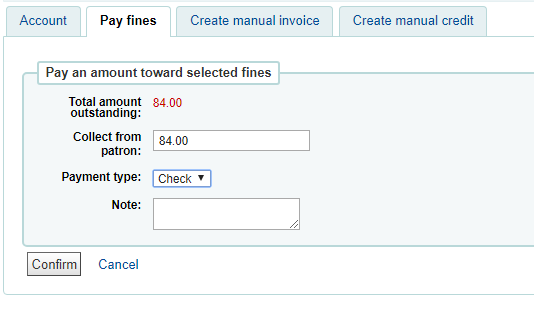 Account Pay fines Create manual invoice Create manual credit
Pay an amount toward selected fines
Total amount outstanding: 84.00
Collect from patron: 84.00
Payment type: Check
Note:
Confirm Cancel